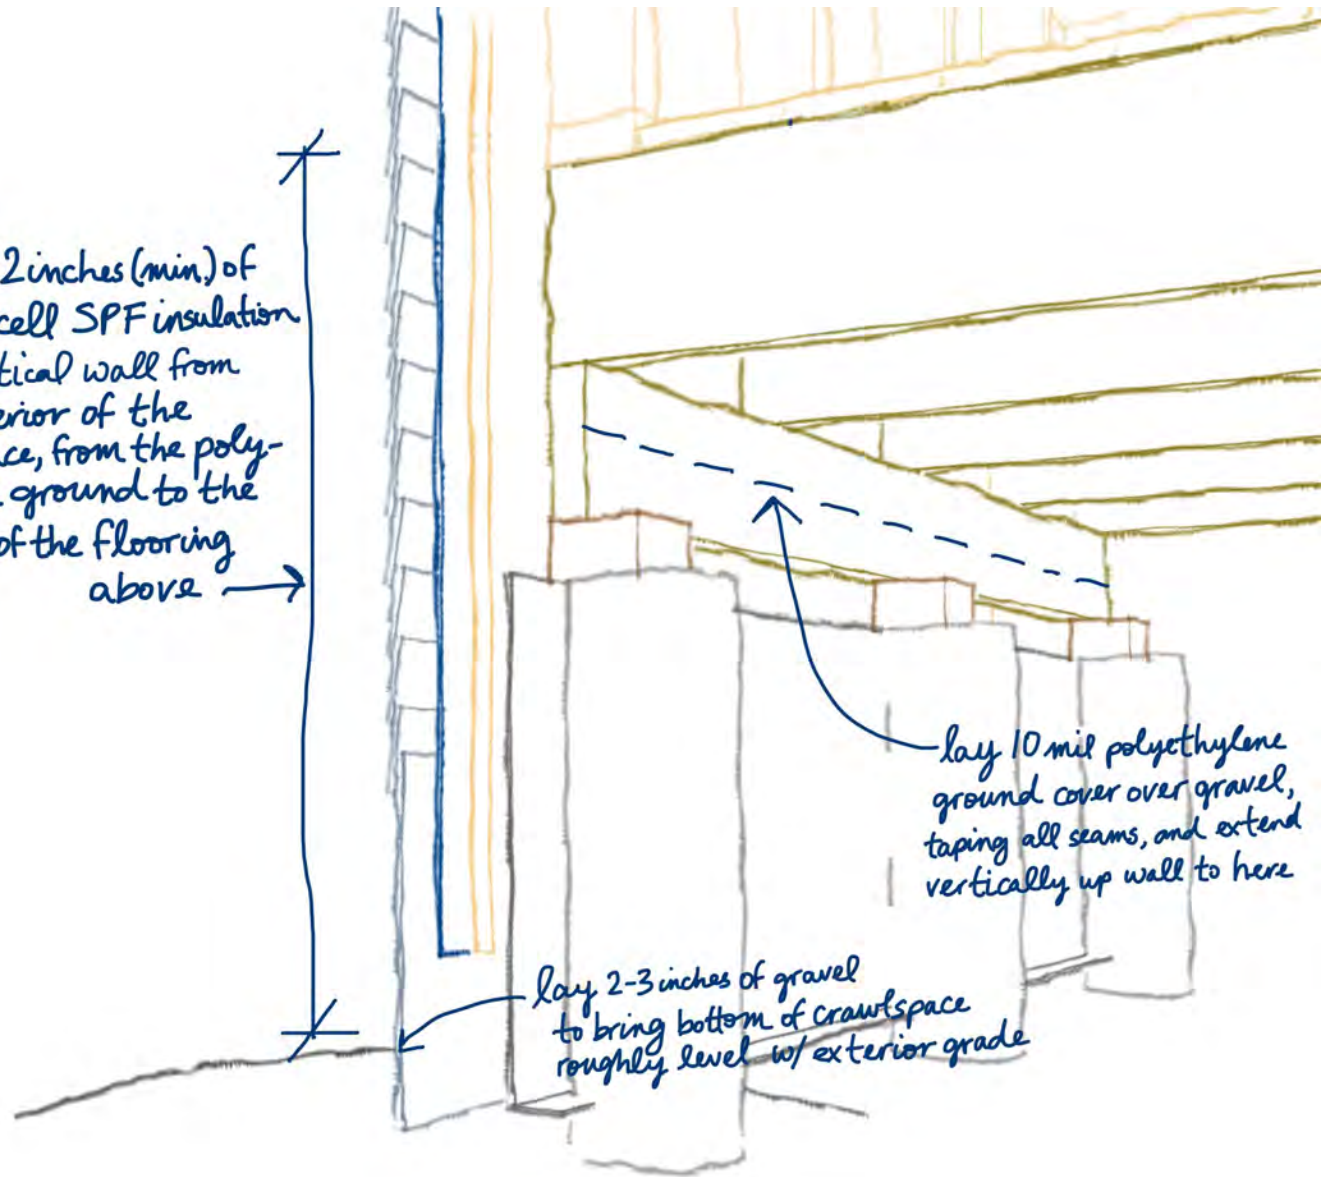 2 inches (min.) of
cell SPF insulation
tical wall from
erior of the
ce, from the poly-
ground to the
of the flooring
above
lay 10 mil polyethylene
ground cover over gravel,
taping all seams, and extend
vertically up wall to here
lay 2-3 inches of gravel
to bring bottom of crawlspace
roughly level w/ exterior grade